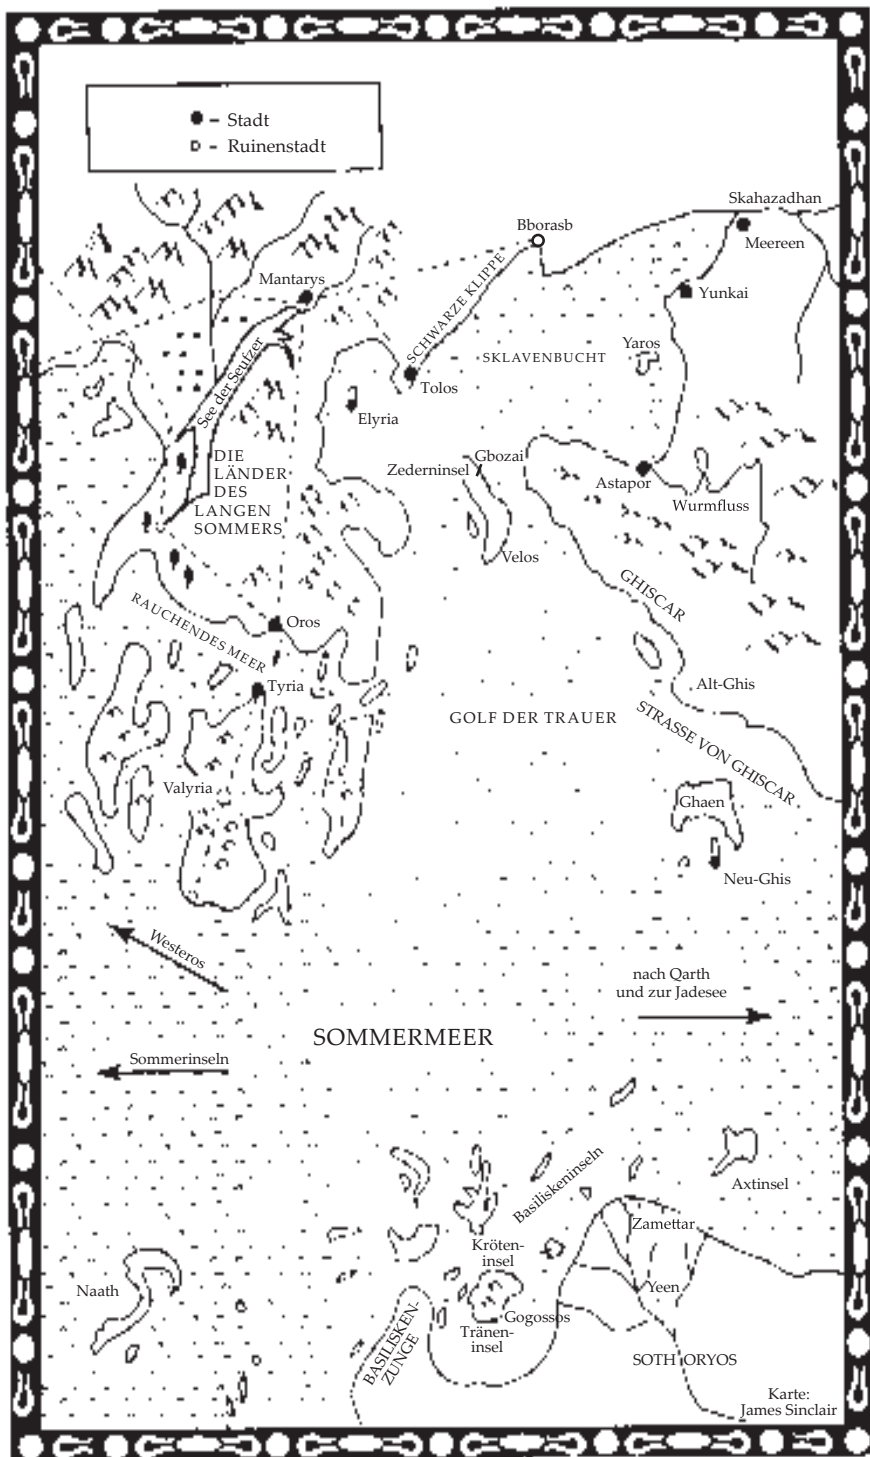 – Stadt
– Ruinenstadt
Skahazadhan
Bborasb
Meereen
Mantarys
Yunkai
SCHWARZE KLIPPE
Yaros
SKLAVENBUCHT
See der Seufzer
Tolos
Elyria
DIE
LÄNDER
DES
LANGEN
SOMMERS
Gbozai
Zederninsel
Astapor
Wurmfluss
Velos
GHISCAR
RAUCHENDES MEER
Oros
Tyria
Alt-Ghis
GOLF DER TRAUER
STRASSE VON GHISCAR
Valyria
Ghaen
Neu-Ghis
Westeros
nach Qarth
und zur Jadesee
SOMMERMEER
Sommerinseln
Axtinsel
Basiliskeninseln
Zamettar
Kröten-
insel
Naath
Yeen
Gogossos
Tränen-
insel
BASILISKEN-
ZUNGE
SOTHORYOS
Karte:
James Sinclair